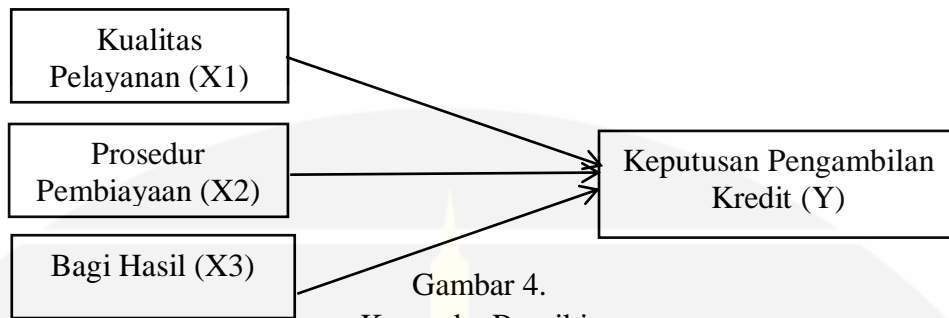 Kualitas
Pelayanan (X1)
Prosedur
Pembiayaan (X2)
Bagi Hasil (X3)
Keputusan Pengambilan
Kredit (Y)
Gambar 4.